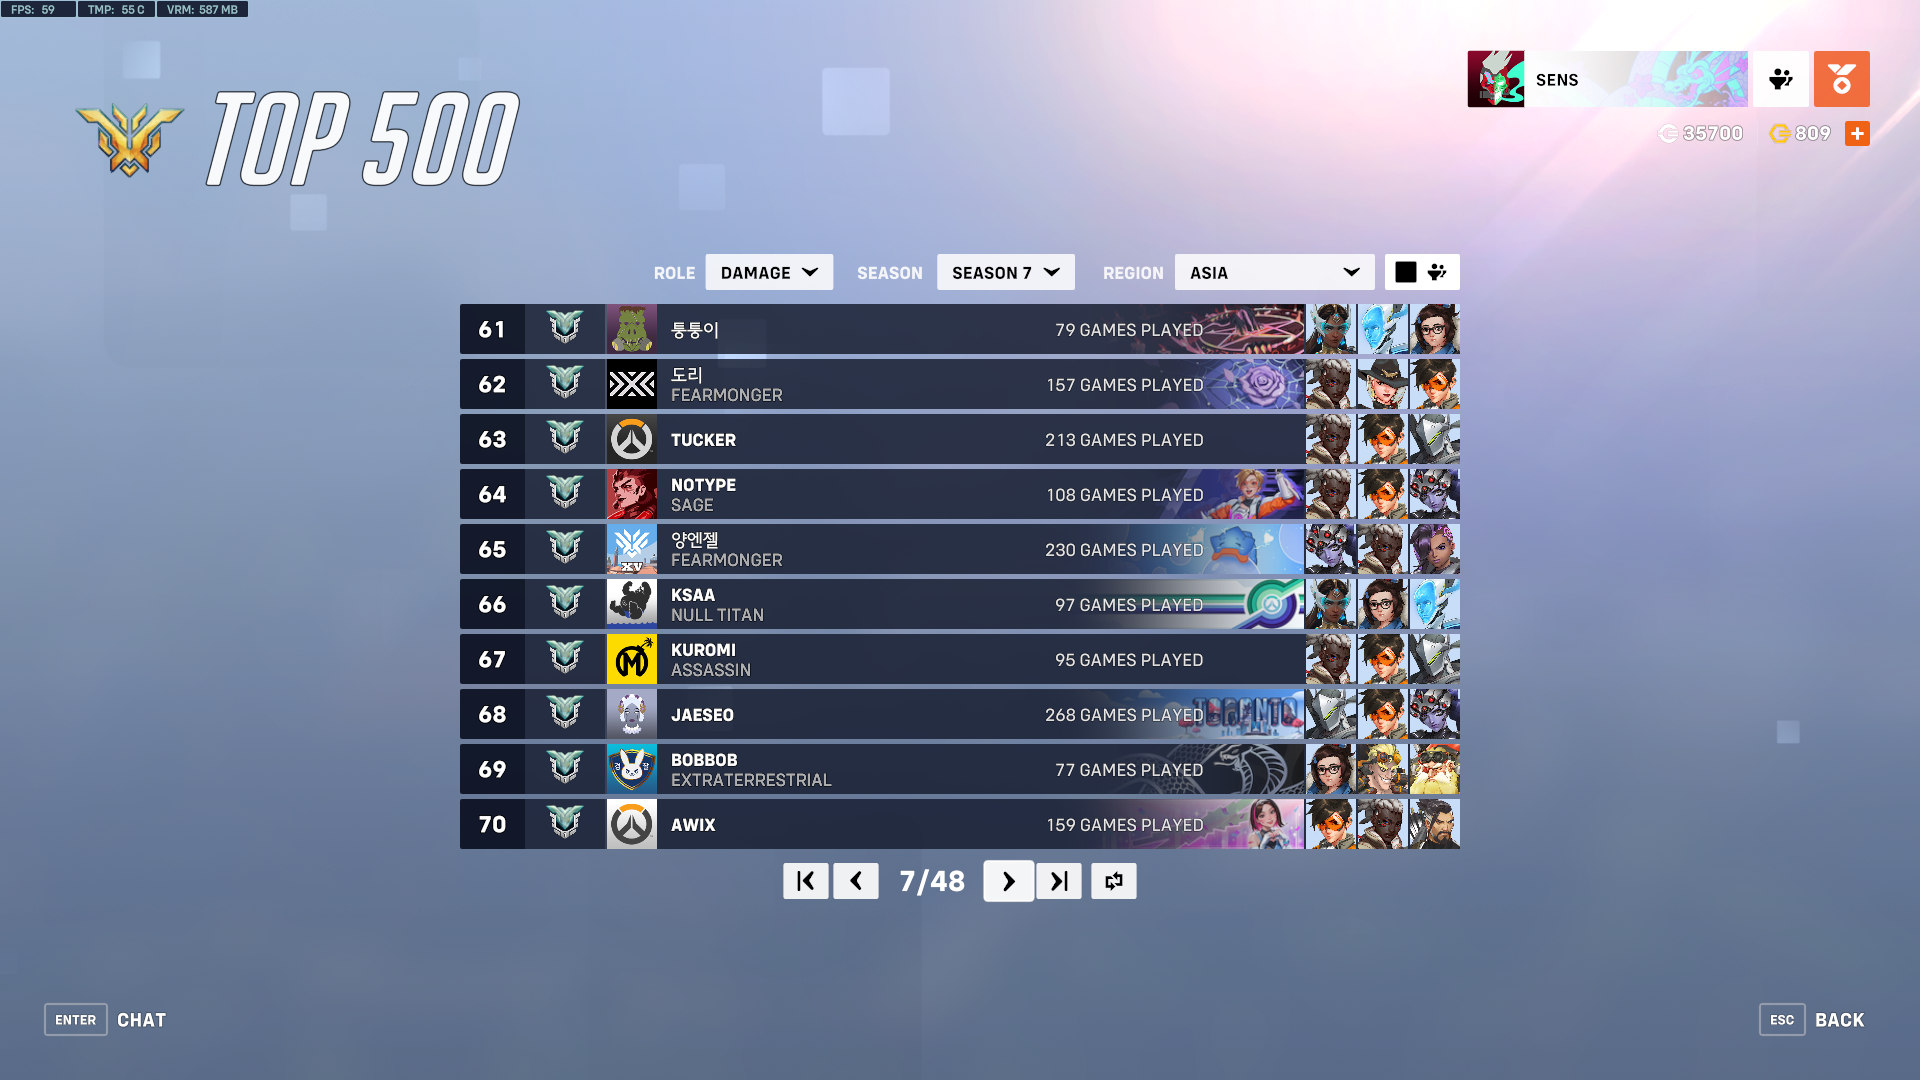 FPS: 59 TMP: 55 C VRM: 587 MB
TOP 500
SENS
35700 809
ROLE DAMAGE SEASON SEASON 7 REGION ASIA
61 통퉁이 79 GAMES PLAYED
62 도리 157 GAMES PLAYED
FEARMONGER
63 TUCKER 213 GAMES PLAYED
64 NOTYPE 108 GAMES PLAYED
SAGE
65 양엔젤 230 GAMES PLAYED
FEARMONGER
XV
66 KSAA 97 GAMES PLAYED
NULL TITAN
67 KUROMI 95 GAMES PLAYED
ASSASSIN
M
68 JAESEO 268 GAMES PLAYED
TORONTO
69 BOBBOB 77 GAMES PLAYED
EXTRATERRESTRIAL
70 AWIX 159 GAMES PLAYED
7/48
ENTER CHAT
ESC BACK